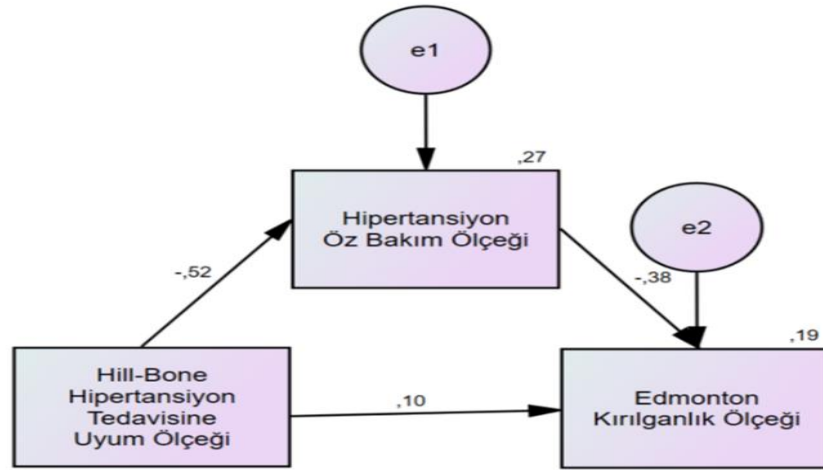 e1
,27
Hipertansiyon
Öz Bakım Ölçeği
e2
-,52
-,38
,19
Hill-Bone
Hipertansiyon
Tedavisine
Uyum Ölçeği
,10
Edmonton
Kırılganlık Ölçeği